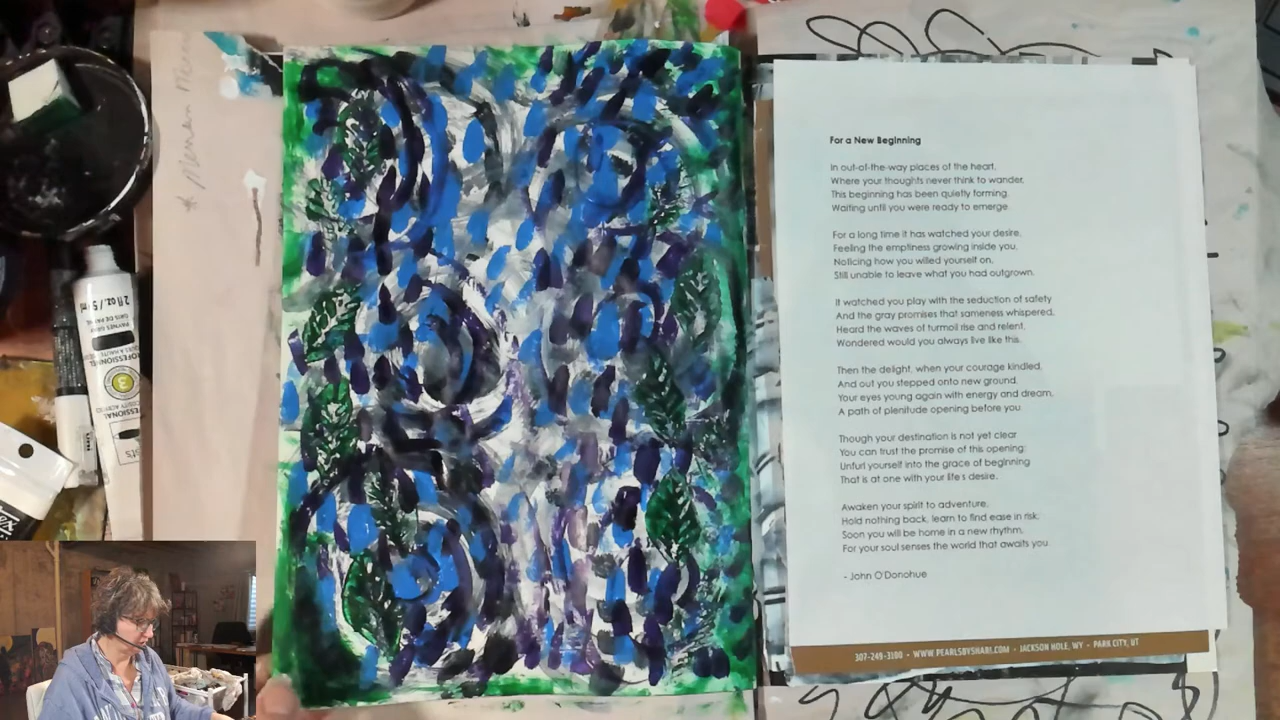 For a New Beginning
In out-of-the-way places of the heart,
Where your thoughts never think to wander,
This beginning has been quietly forming,
Waiting until you were ready to emerge.
For a long time it has watched your desire,
Feeling the emptiness growing inside you,
Noticing how you willed yourself on,
Still unable to leave what you had outgrown.
It watched you play with the seduction of safety
And the gray promises that sameness whispered,
Heard the waves of turmoil rise and relent,
Wondered would you always live like this.
Then the delight, when your courage kindled,
And out you stepped onto new ground,
Your eyes young again with energy and dream,
A path of plenitude opening before you.
Though your destination is not yet clear
You can trust the promise of this opening;
Unfurl yourself into the grace of beginning
That is at one with your life's desire.
Awaken your spirit to adventure;
Hold nothing back, learn to find ease in risk;
Soon you will be home in a new rhythm,
For your soul senses the world that awaits you.
- John O'Donohue
307-249-3100 • WWW.PEARLSBYSHARI.COM • JACKSON HOLE, WY • PARK CITY, UT
2 fl oz /
PAYNE'S GRAY
3